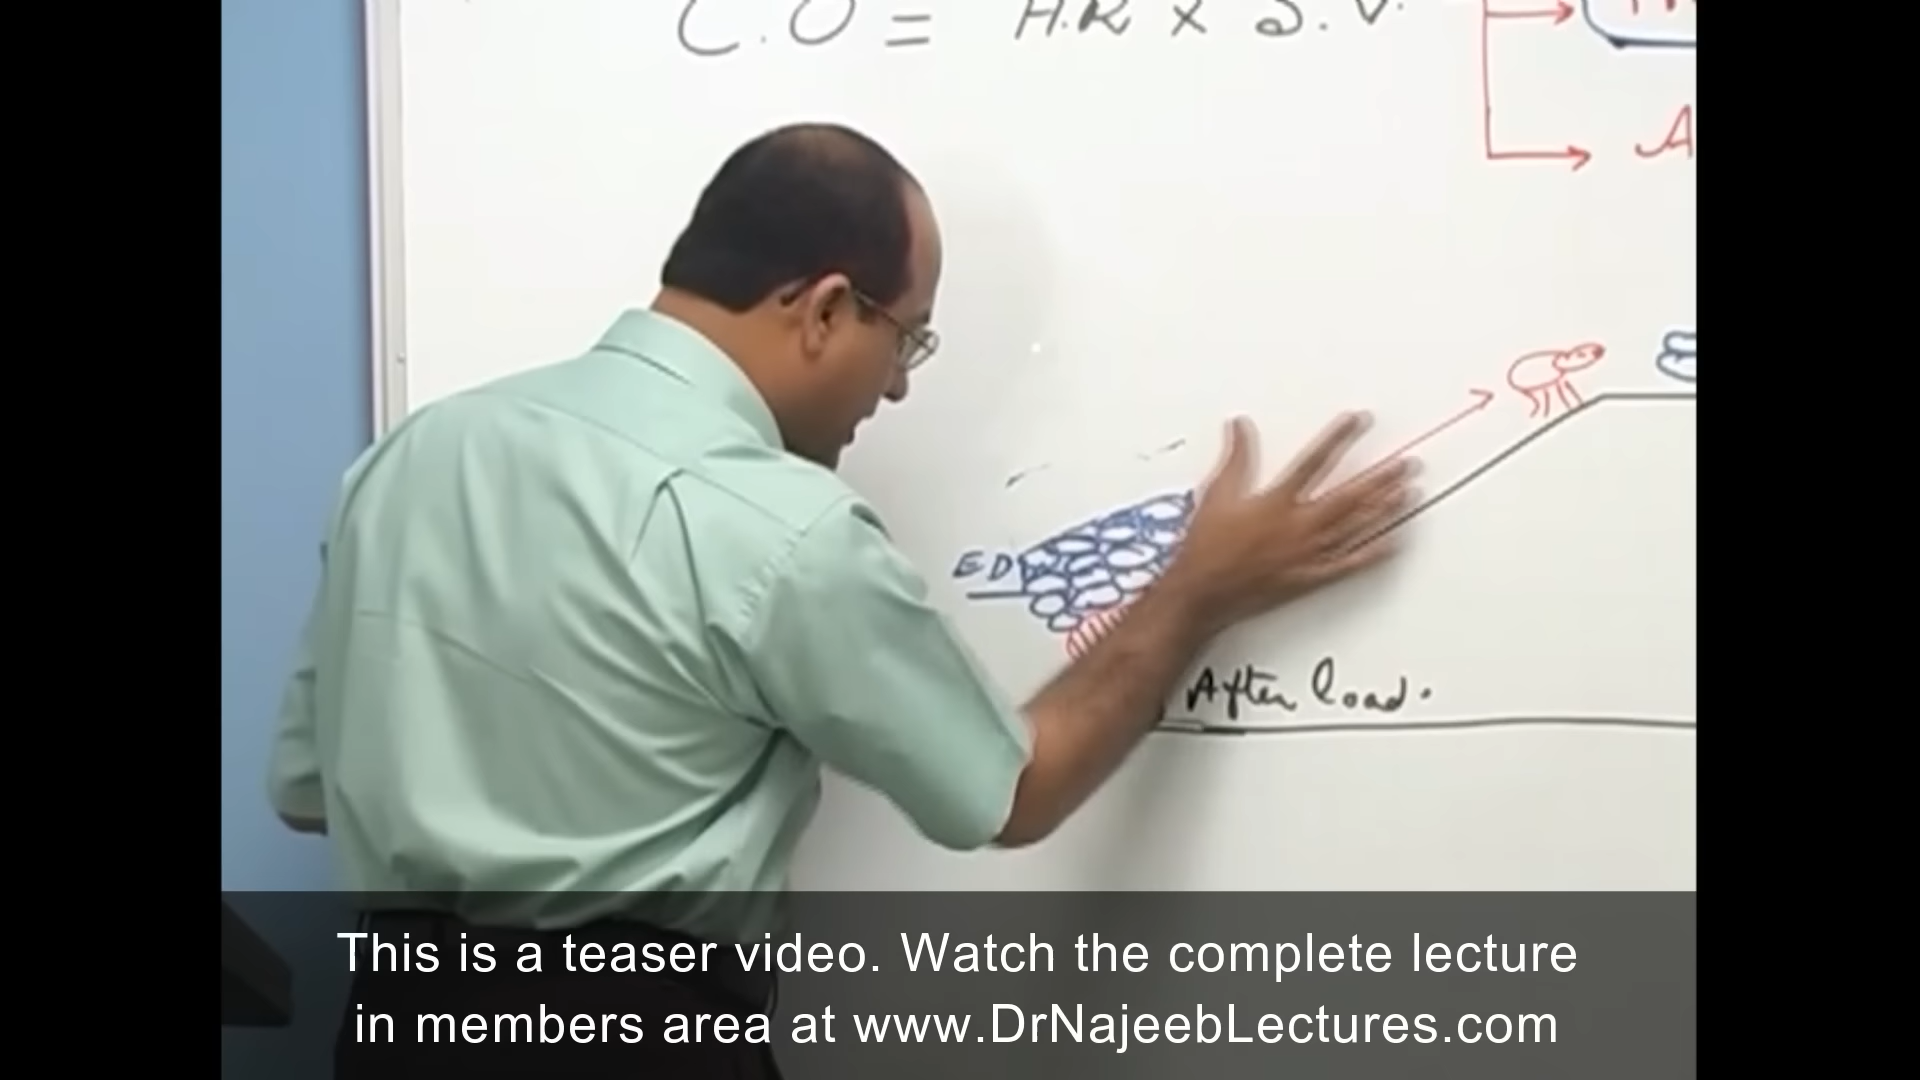 C.O = H.R x S.V.
A
ED
After load.
This is a teaser video. Watch the complete lecture
in members area at www.DrNajeebLectures.com